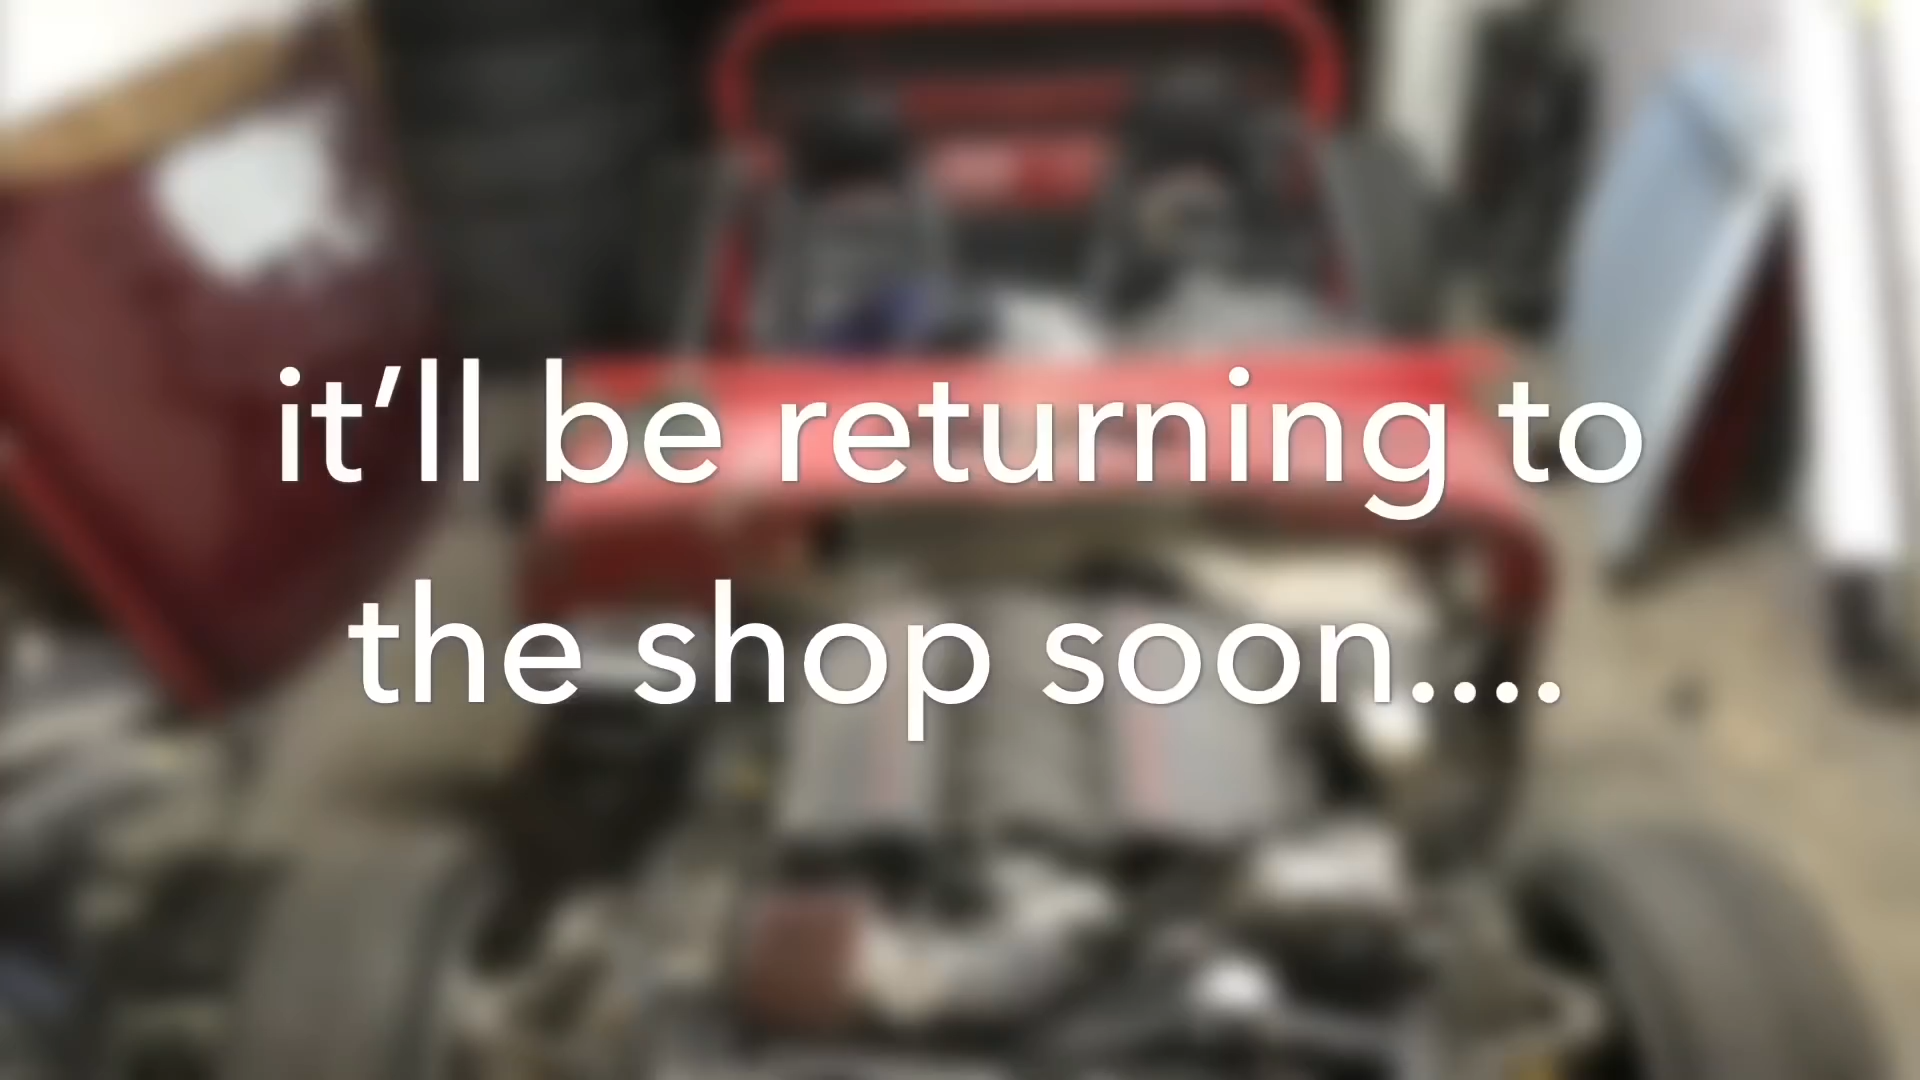 it’ll be returning to
the shop soon....